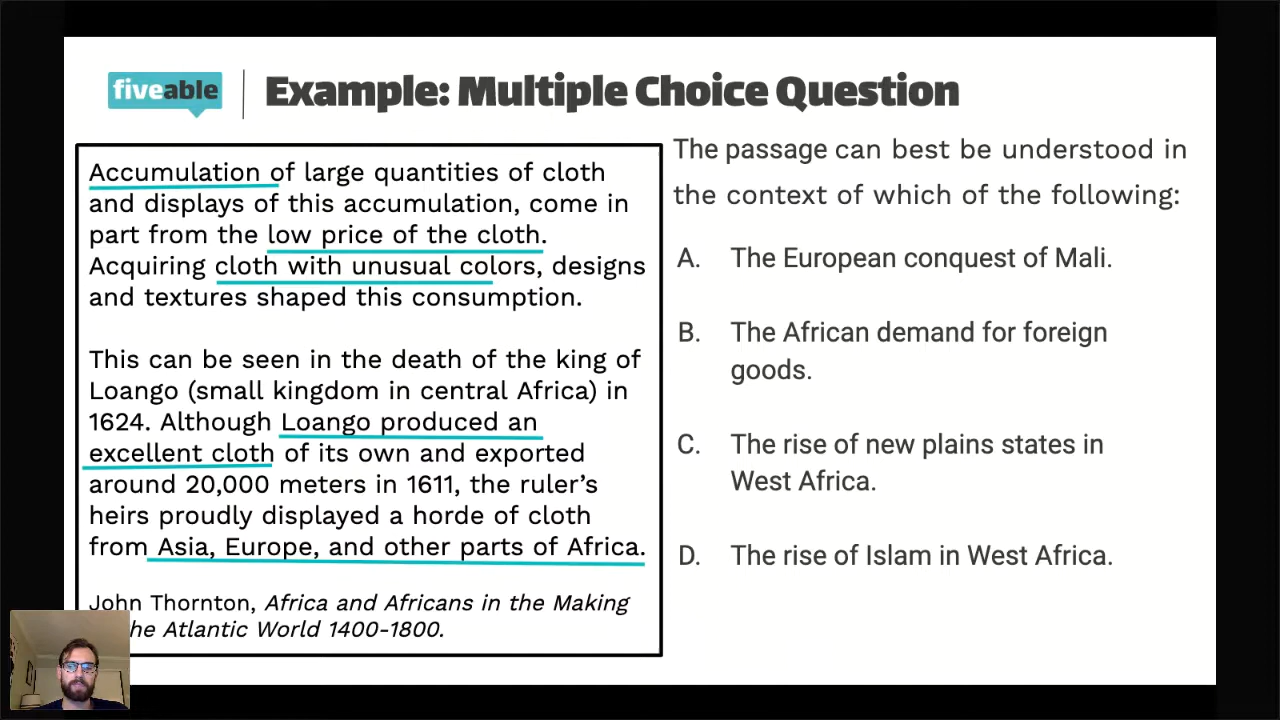 fiveable
Example: Multiple Choice Question
Accumulation of large quantities of cloth
and displays of this accumulation, come in
part from the low price of the cloth.
Acquiring cloth with unusual colors, designs
and textures shaped this consumption.
This can be seen in the death of the king of
Loango (small kingdom in central Africa) in
1624. Although Loango produced an
excellent cloth of its own and exported
around 20,000 meters in 1611, the ruler’s
heirs proudly displayed a horde of cloth
from Asia, Europe, and other parts of Africa.
John Thornton, Africa and Africans in the Making
he Atlantic World 1400-1800.
The passage can best be understood in
the context of which of the following:
A. The European conquest of Mali.
B. The African demand for foreign
goods.
C. The rise of new plains states in
West Africa.
D. The rise of Islam in West Africa.